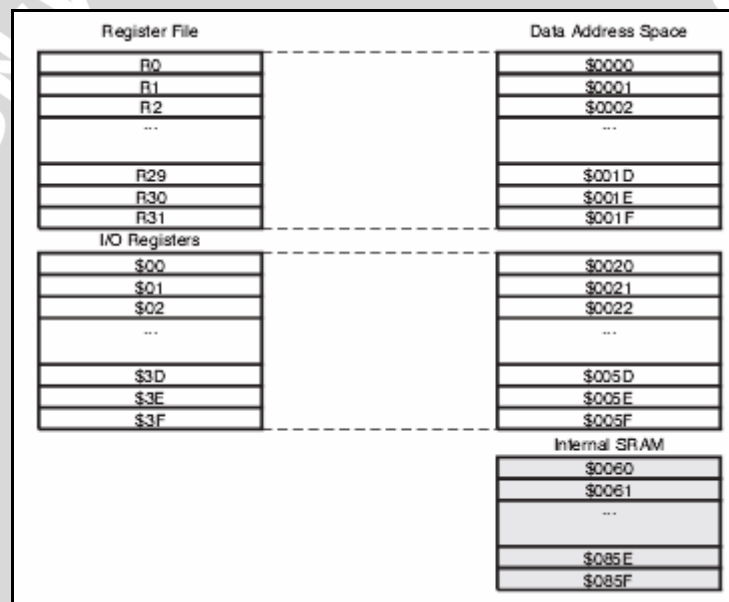 Register File
Data Address Space
R0
$0000
R1
$0001
R2
$0002
...
...
R29
$001D
R30
$001E
R31
$001F
I/O Registers
$00
$0020
$01
$0021
$02
$0022
...
...
$3D
$005D
$3E
$005E
$3F
$005F
Internal SRAM
$0060
$0061
...
$085E
$085F